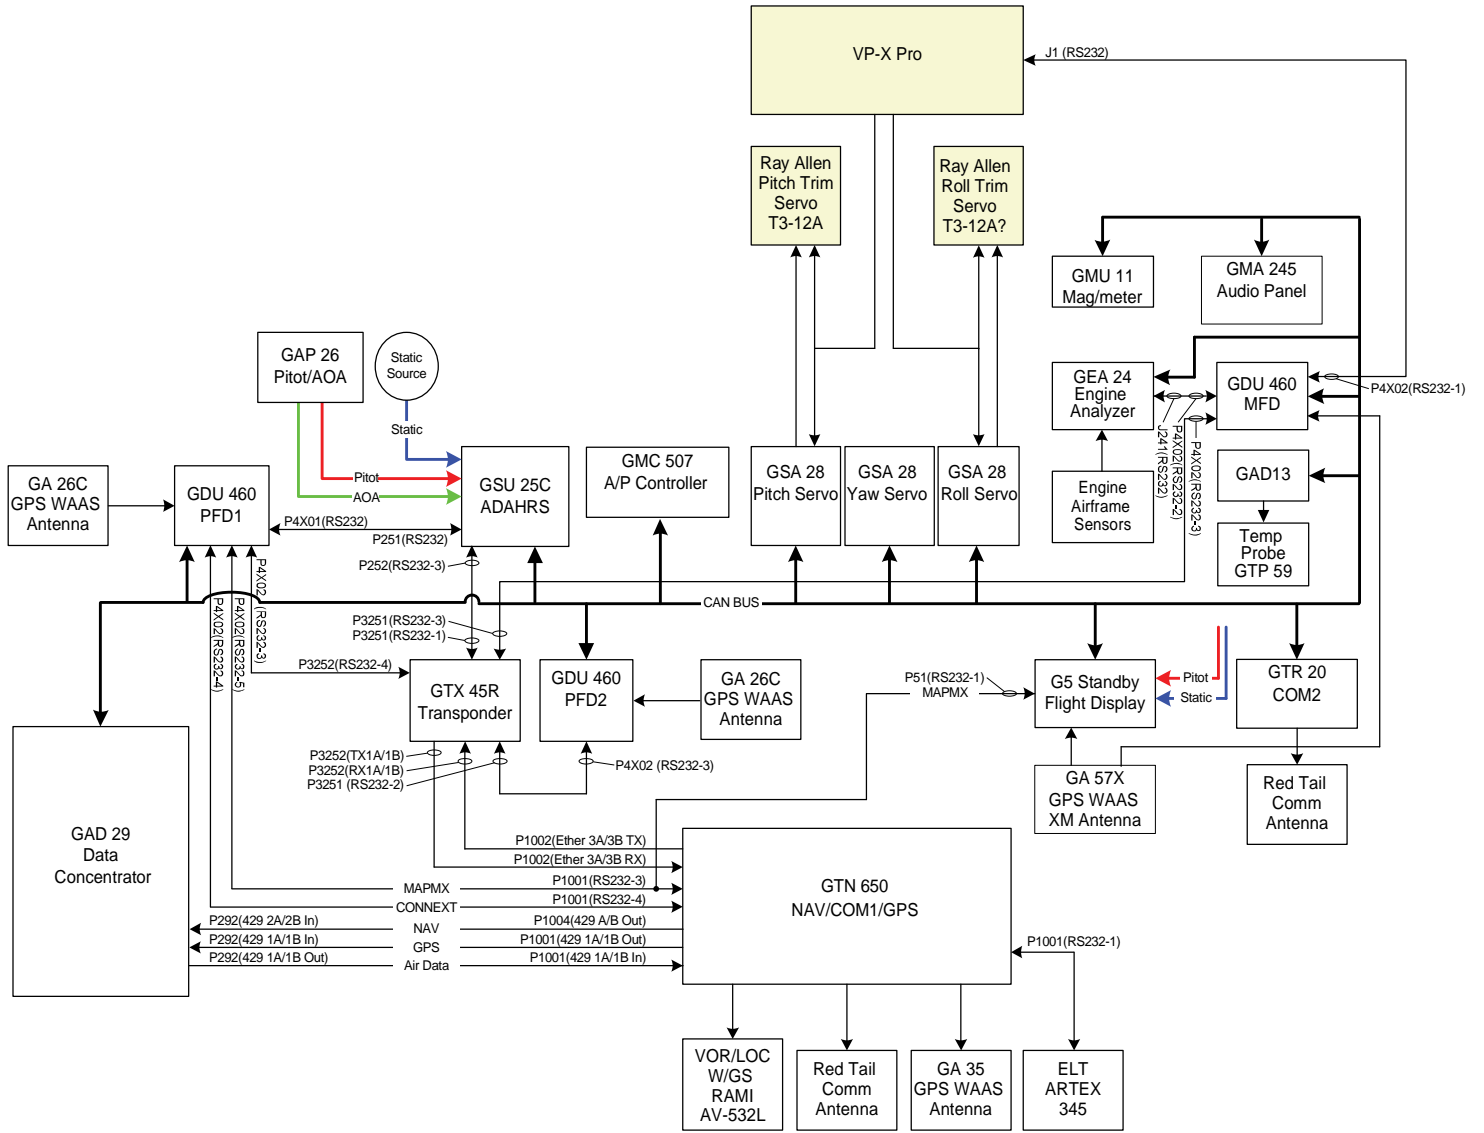 VP-X Pro
J1 (RS232)
Ray Allen
Pitch Trim
Servo
T3-12A
Ray Allen
Roll Trim
Servo
T3-12A?
GMU 11
Mag/meter
GMA 245
Audio Panel
GAP 26
Pitot/AOA
Static
Source
Static
GEA 24
Engine
Analyzer
GDU 460
MFD
P4X02(RS232-1)
J241(RS232)
P4X02(RS232-2)
P4X02(RS232-3)
GA 26C
GPS WAAS
Antenna
GDU 460
PFD1
Pitot
AOA
GSU 25C
ADAHRS
P4X01(RS232)
P251(RS232)
P252(RS232-3)
GMC 507
A/P Controller
GSA 28
Pitch Servo
GSA 28
Yaw Servo
GSA 28
Roll Servo
Engine
Airframe
Sensors
GAD13
Temp
Probe
GTP 59
CAN BUS
P4X02(RS232-4)
P4X02(RS232-5)
P4X02 (RS232-3)
P3251(RS232-3)
P3251(RS232-1)
P3252(RS232-4)
GTX 45R
Transponder
GDU 460
PFD2
GA 26C
GPS WAAS
Antenna
P51(RS232-1)
MAPMX
G5 Standby
Flight Display
Pitot
Static
GTR 20
COM2
P3252(TX1A/1B)
P3252(RX1A/1B)
P3251 (RS232-2)
P4X02 (RS232-3)
GA 57X
GPS WAAS
XM Antenna
Red Tail
Comm
Antenna
GAD 29
Data
Concentrator
P1002(Ether 3A/3B TX)
P1002(Ether 3A/3B RX)
MAPMX
P1001(RS232-3)
CONNEXT
P1001(RS232-4)
P292(429 2A/2B In)
NAV
P1004(429 A/B Out)
P292(429 1A/1B In)
GPS
P1001(429 1A/1B Out)
P292(429 1A/1B Out)
Air Data
P1001(429 1A/1B In)
GTN 650
NAV/COM1/GPS
P1001(RS232-1)
VOR/LOC
W/GS
RAMI
AV-532L
Red Tail
Comm
Antenna
GA 35
GPS WAAS
Antenna
ELT
ARTEX
345